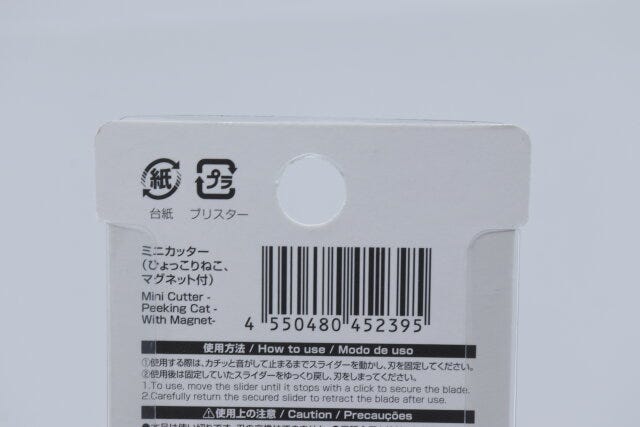 紙 プラ
台紙 ブリスター
ミニカッター
(ひょっこりねこ、
マグネット付)
Mini Cutter -
Peeking Cat -
With Magnet-
4 550480 452395
使用方法 / How to use / Modo de uso
①使用する際は、カチッと音がして止まるまでスライダーを動かし、刃を固定してください。
②使用後は固定していたスライダーをゆっくり戻し、刃をしまってください。
1.To use, move the slider until it stops with a click to secure the blade.
2.Carefully return the secured slider to retract the blade after use.
⚠使用上の注意 / Caution / Precauções